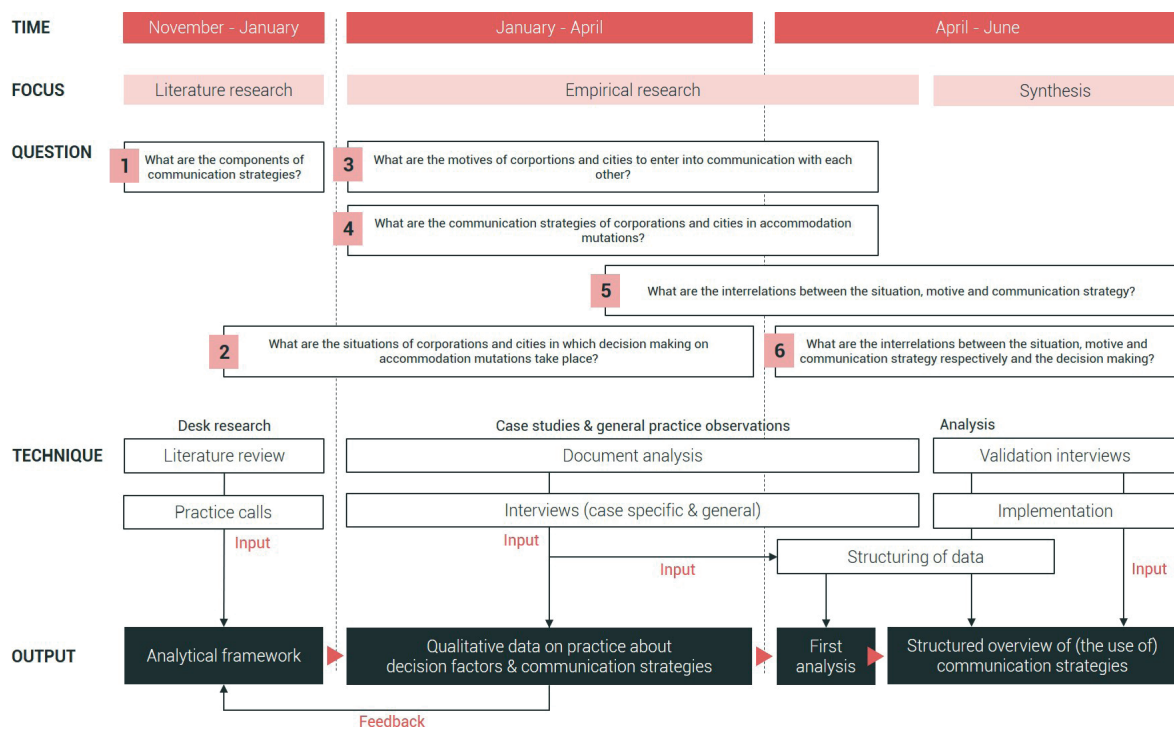 TIME
November - January
January - April
April - June
FOCUS
Literature research
Empirical research
Synthesis
QUESTION
1
What are the components of
communication strategies?
3
What are the motives of corportions and cities to enter into communication with each
other?
4
What are the communication strategies of corporations and cities in accommodation
mutations?
5
What are the interrelations between the situation, motive and communication strategy?
2
What are the situations of corporations and cities in which decision making on
accommodation mutations take place?
6
What are the interrelations between the situation, motive and
communication strategy respectively and the decision making?
TECHNIQUE
Desk research
Literature review
Practice calls
Input
Case studies & general practice observations
Document analysis
Interviews (case specific & general)
Input
Input
Analysis
Validation interviews
Implementation
Structuring of data
Input
OUTPUT
Analytical framework
Qualitative data on practice about
decision factors & communication strategies
First
analysis
Structured overview of (the use of)
communication strategies
Feedback